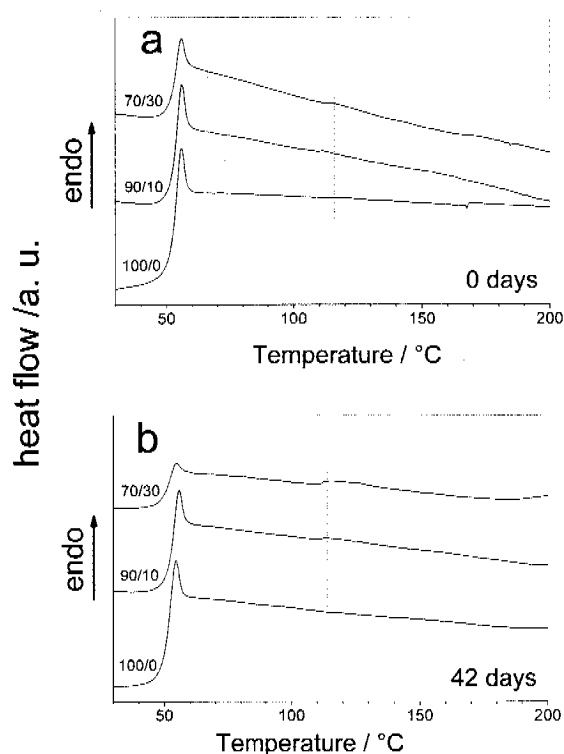 a
70/30
90/10
100/0
0 days
50
100
150
200
Temperature / °C
endo
heat flow /a. u.
b
70/30
90/10
100/0
42 days
50
100
150
200
Temperature / °C
endo